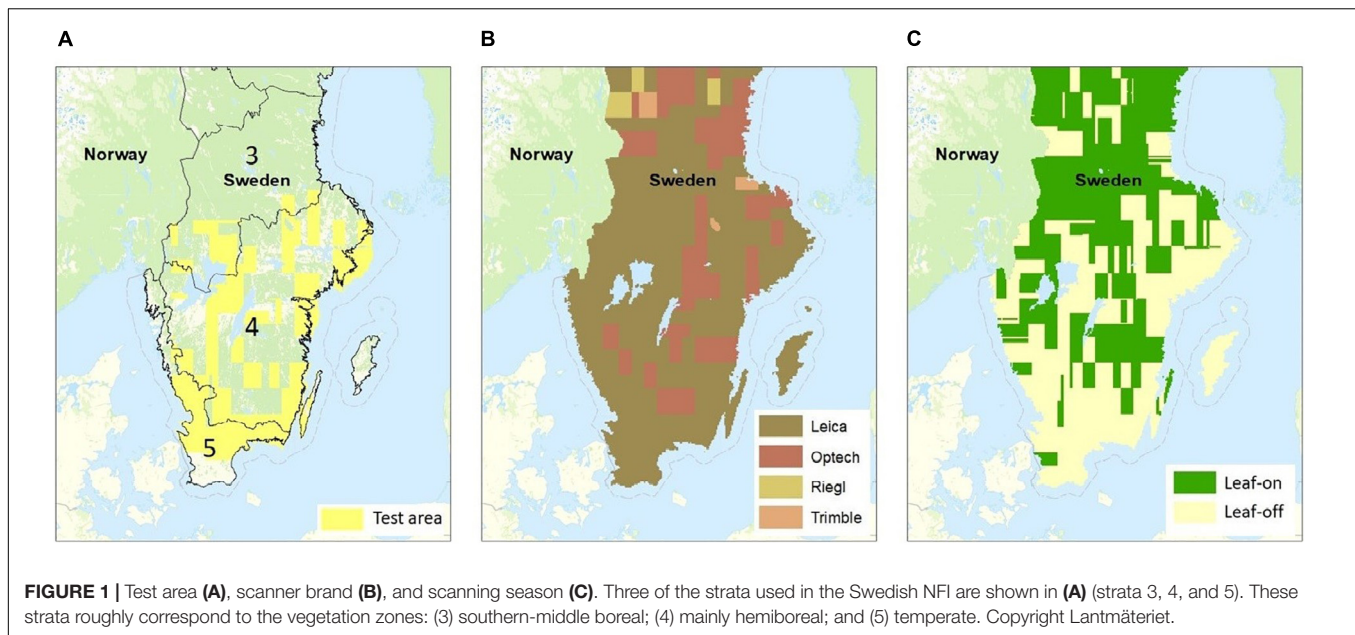 A
B
C
Norway
3
Sweden
4
5
Test area
Sweden
Leica
Optech
Riegl
Trimble
Sweden
Leaf-on
Leaf-off
FIGURE 1 | Test area (A), scanner brand (B), and scanning season (C). Three of the strata used in the Swedish NFI are shown in (A) (strata 3, 4, and 5). These
strata roughly correspond to the vegetation zones: (3) southern-middle boreal; (4) mainly hemiboreal; and (5) temperate. Copyright Lantmäteriet.